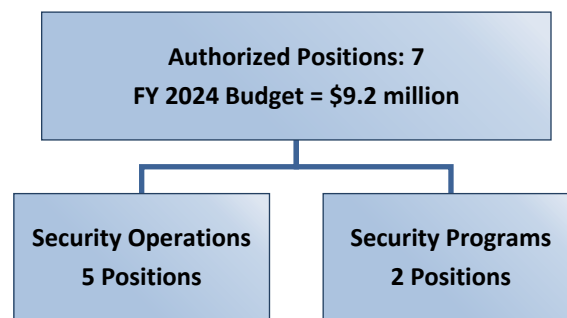 Authorized Positions: 7
FY 2024 Budget = $9.2 million
Security Operations
5 Positions
Security Programs
2 Positions